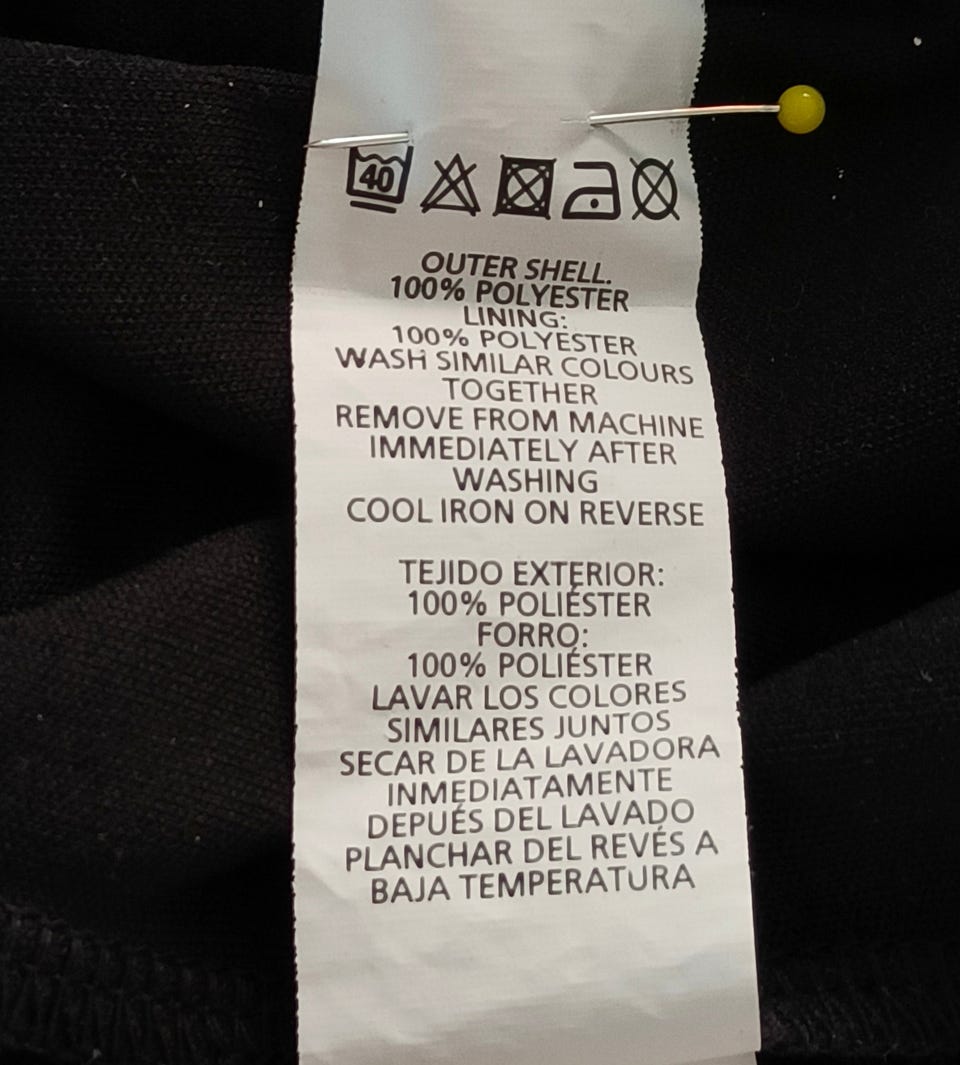 40
OUTER SHELL.
100% POLYESTER
LINING:
100% POLYESTER
WASH SIMILAR COLOURS
TOGETHER
REMOVE FROM MACHINE
IMMEDIATELY AFTER
WASHING
COOL IRON ON REVERSE
TEJIDO EXTERIOR:
100% POLIÉSTER
FORRO:
100% POLIÉSTER
LAVAR LOS COLORES
SIMILARES JUNTOS
SECAR DE LA LAVADORA
INMEDIATAMENTE
DEPUÉS DEL LAVADO
PLANCHAR DEL REVÉS A
BAJA TEMPERATURA